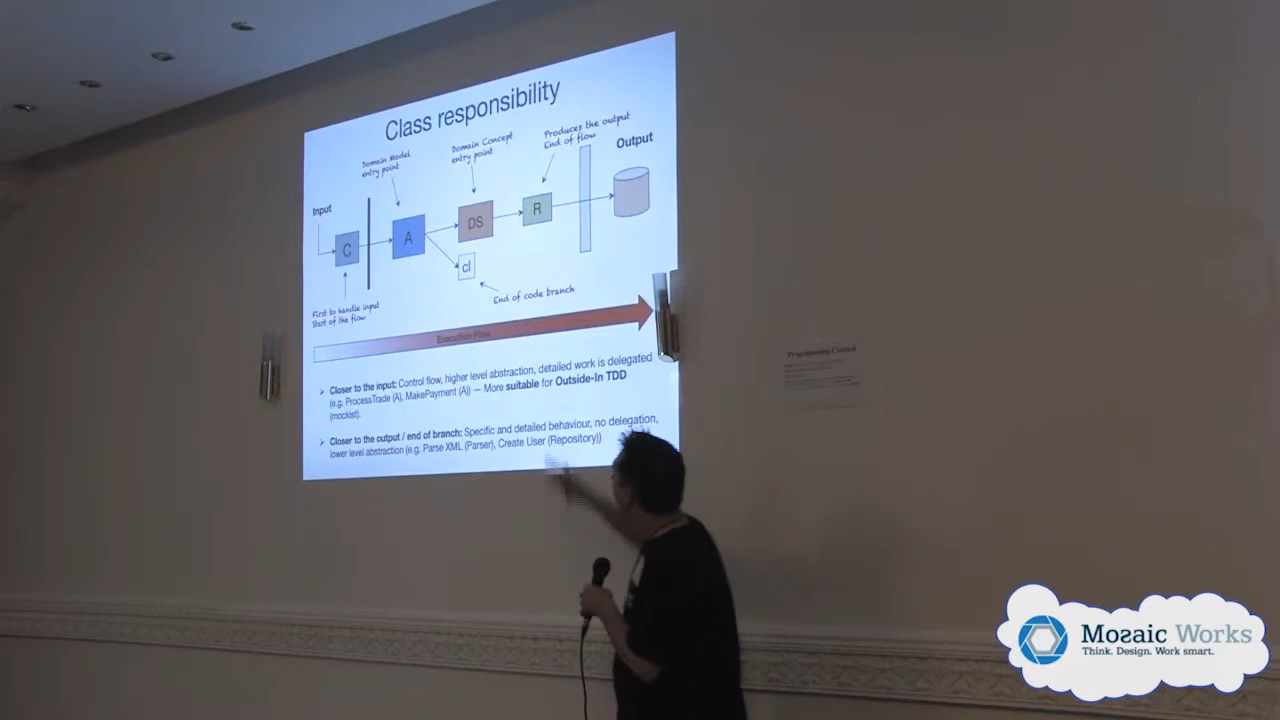 Class responsibility
Domain Model
entry point
Domain Concept
entry point
Produces the output
End of flow
Output
Input
C
A
DS
R
cl
First to handle input
Start of the flow
End of code branch
Execution Flow
Closer to the input: Control flow, higher level abstraction, detailed work is delegated
(e.g. ProcessTrade (A), MakePayment (A)) — More suitable for Outside-In TDD
(mockist).
Closer to the output / end of branch: Specific and detailed behaviour, no delegation,
lower level abstraction (e.g. Parse XML (Parser), Create User (Repository))
Programming Control
Mozaic Works
Think. Design. Work smart.